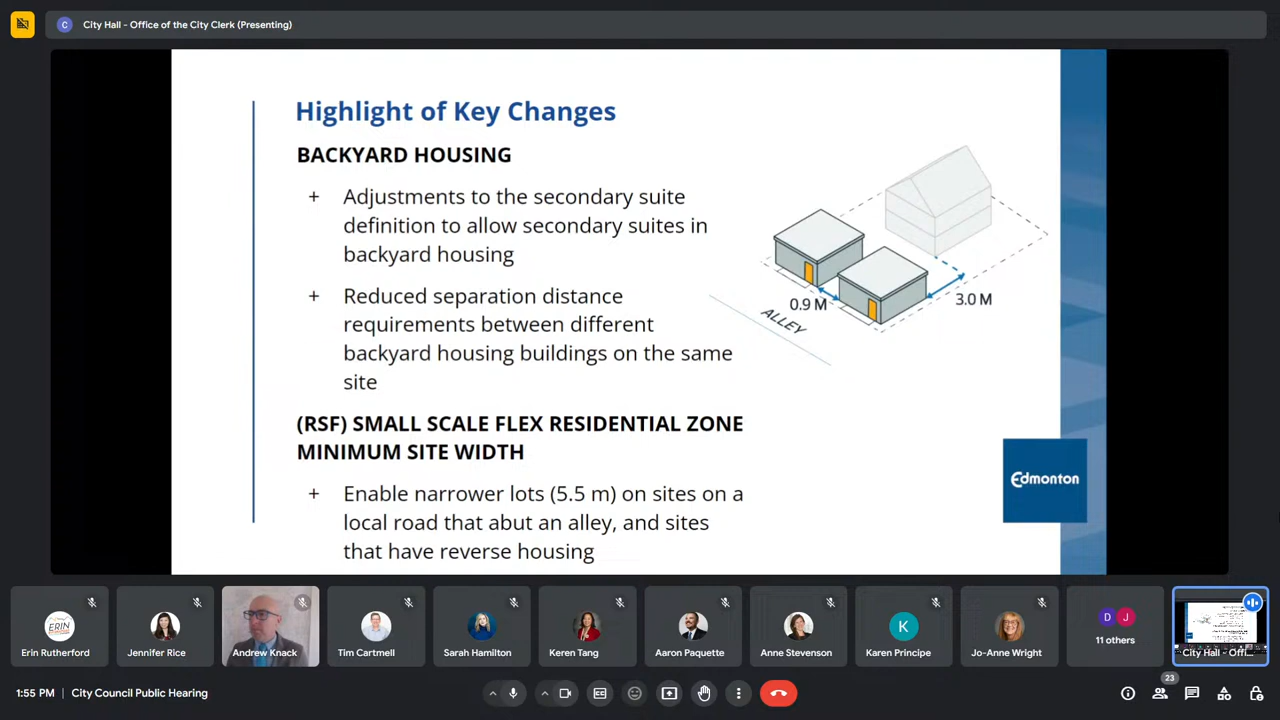 C
City Hall - Office of the City Clerk (Presenting)
Highlight of Key Changes
BACKYARD HOUSING
+ Adjustments to the secondary suite
definition to allow secondary suites in
backyard housing
+ Reduced separation distance
requirements between different
backyard housing buildings on the same
site
(RSF) SMALL SCALE FLEX RESIDENTIAL ZONE
MINIMUM SITE WIDTH
+ Enable narrower lots (5.5 m) on sites on a
local road that abut an alley, and sites
that have reverse housing
0.9 M
3.0 M
ALLEY
Edmonton
ERIN
Erin Rutherford
Jennifer Rice
Andrew Knack
Tim Cartmell
Sarah Hamilton
Keren Tang
Aaron Paquette
Anne Stevenson
K
Karen Principe
Jo-Anne Wright
D J
11 others
City Hall - Offi...
1:55 PM | City Council Public Hearing
23